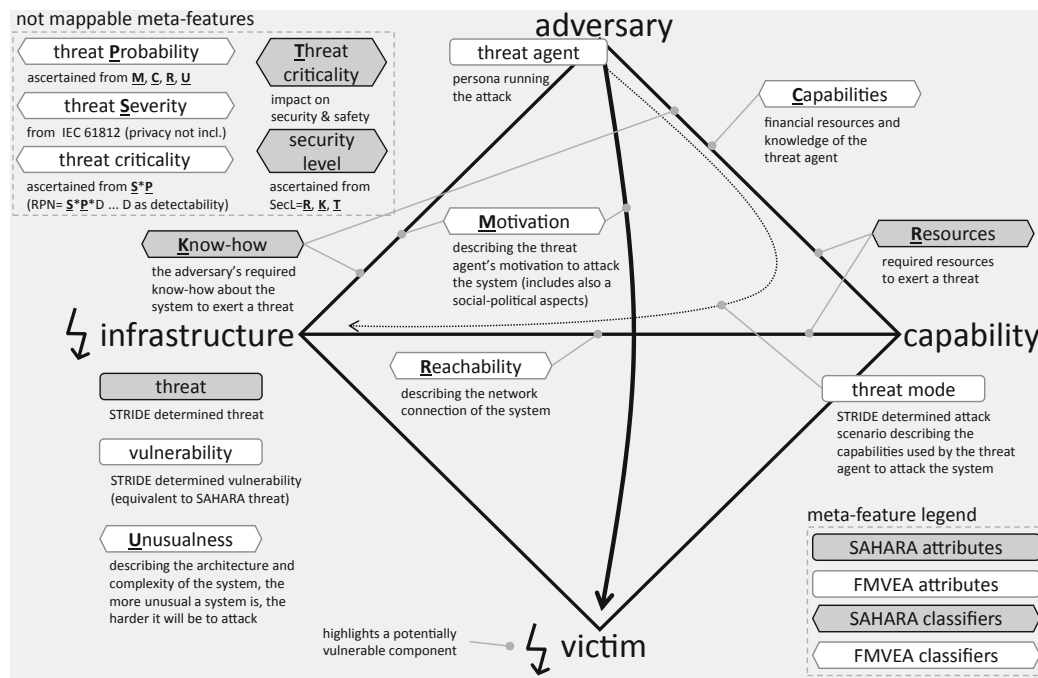 not mappable meta-features
threat Probability
ascertained from M, C, R, U
threat Severity
from IEC 61812 (privacy not incl.)
threat criticality
ascertained from S*P
(RPN= S*P*D ... D as detectability)
Threat
criticality
impact on
security & safety
security
level
ascertained from
SecL=R, K, T
adversary
threat agent
persona running
the attack
Capabilities
financial resources and
knowledge of the
threat agent
Know-how
the adversary's required
know-how about the
system to exert a threat
Motivation
describing the threat
agent's motivation to attack
the system (includes also a
social-political aspects)
Resources
required resources
to exert a threat
infrastructure
capability
Reachability
describing the network
connection of the system
threat mode
STRIDE determined attack
scenario describing the
capabilities used by the threat
agent to attack the system
threat
STRIDE determined threat
vulnerability
STRIDE determined vulnerability
(equivalent to SAHARA threat)
Unusualness
describing the architecture and
complexity of the system, the
more unusual a system is, the
harder it will be to attack
highlights a potentially
vulnerable component
victim
meta-feature legend
SAHARA attributes
FMVEA attributes
SAHARA classifiers
FMVEA classifiers